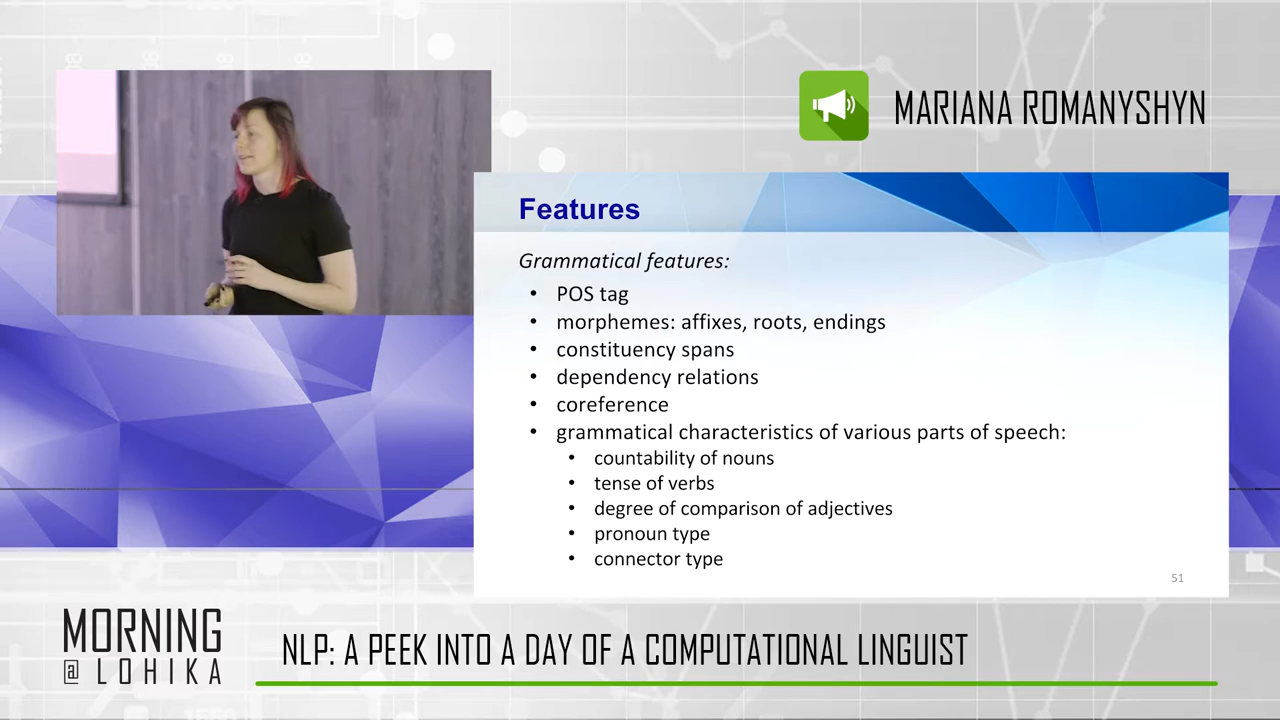 MARIANA ROMANYSHYN
Features
Grammatical features:
• POS tag
• morphemes: affixes, roots, endings
• constituency spans
• dependency relations
• coreference
• grammatical characteristics of various parts of speech:
• countability of nouns
• tense of verbs
• degree of comparison of adjectives
• pronoun type
• connector type
51
MORNING
@ LOHIKA
NLP: A PEEK INTO A DAY OF A COMPUTATIONAL LINGUIST